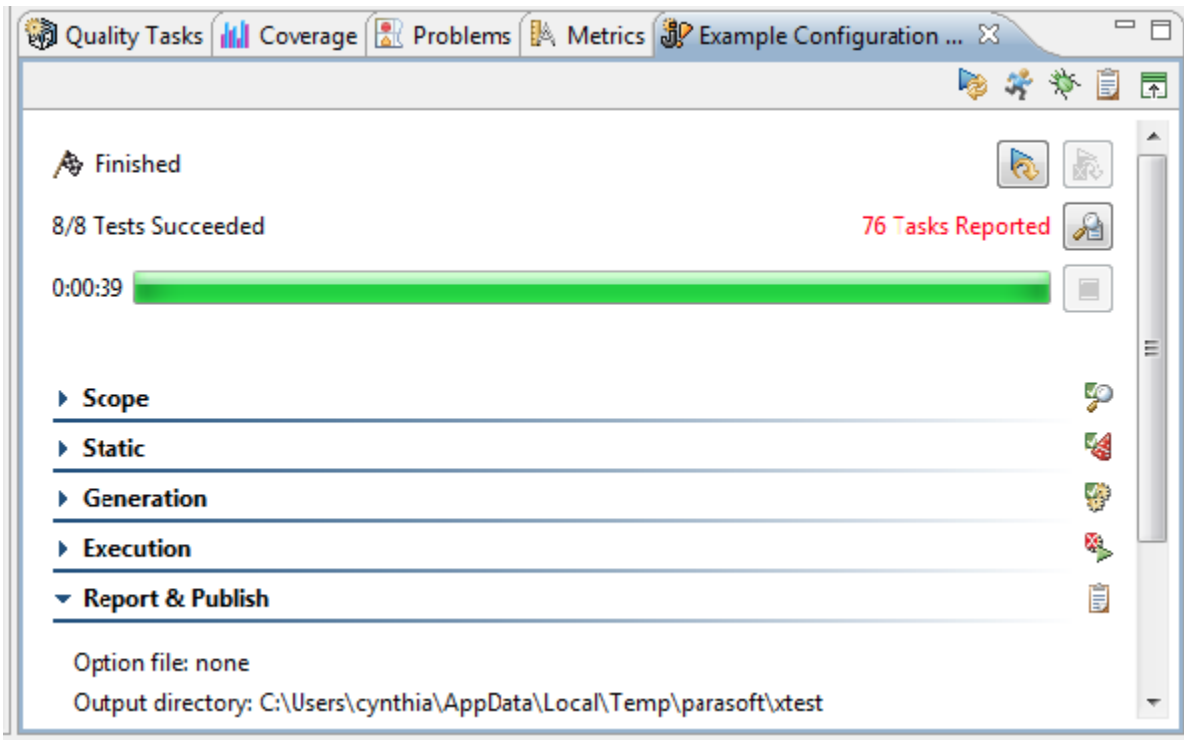 Quality Tasks Coverage Problems Metrics Example Configuration ...
Finished
8/8 Tests Succeeded 76 Tasks Reported
0:00:39
Scope
Static
Generation
Execution
Report & Publish
Option file: none
Output directory: C:\Users\cynthia\AppData\Local\Temp\parasoft\xtest